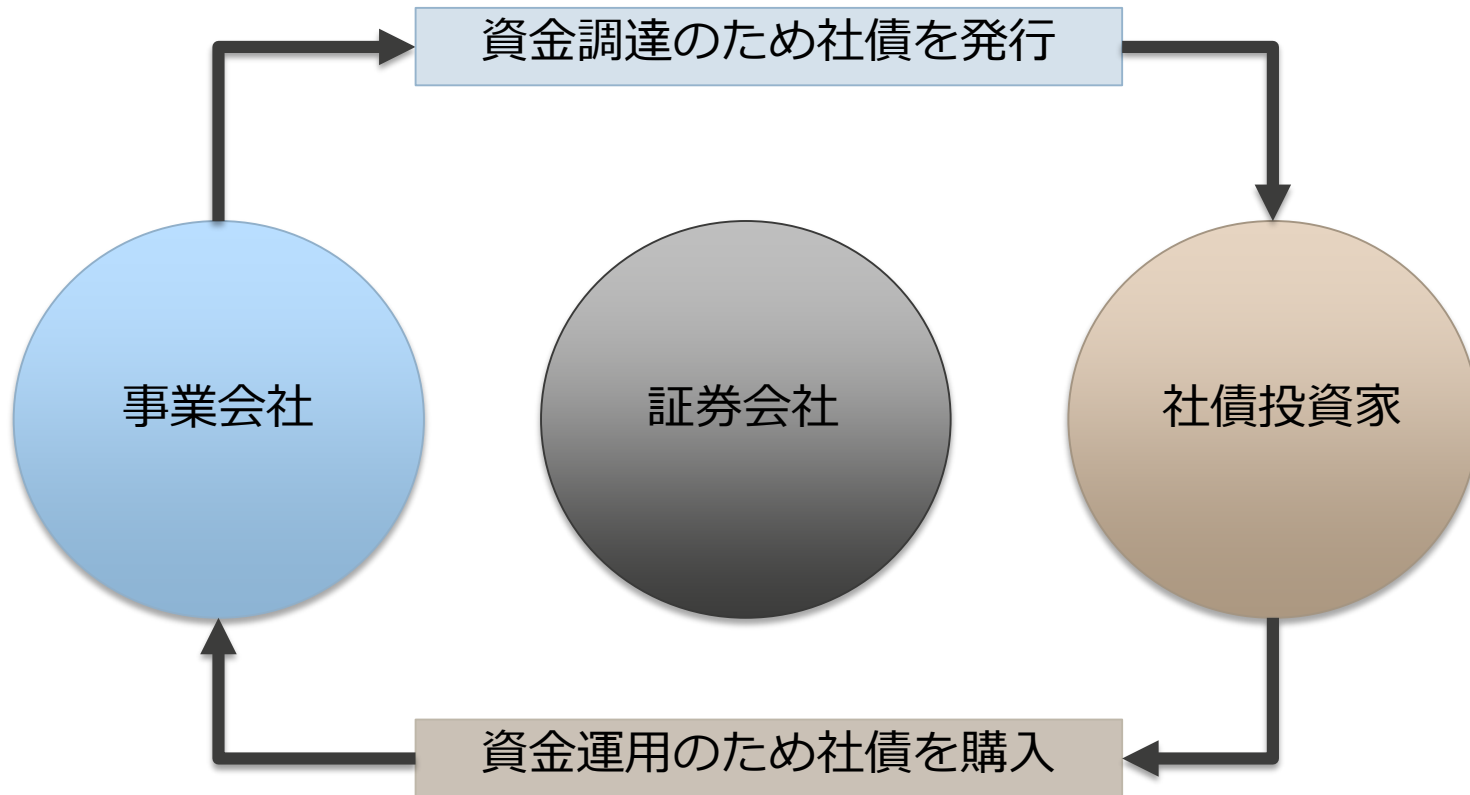 資金調達のため社債を発行
事業会社
証券会社
社債投資家
資金運用のため社債を購入